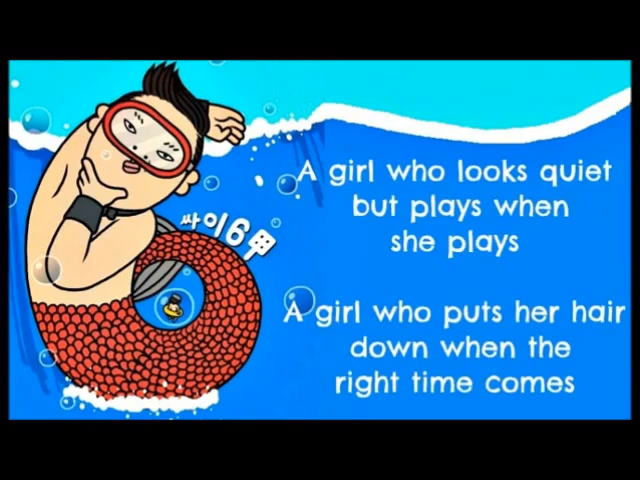 싸이6甲
A girl who looks quiet
but plays when
she plays
A girl who puts her hair
down when the
right time comes